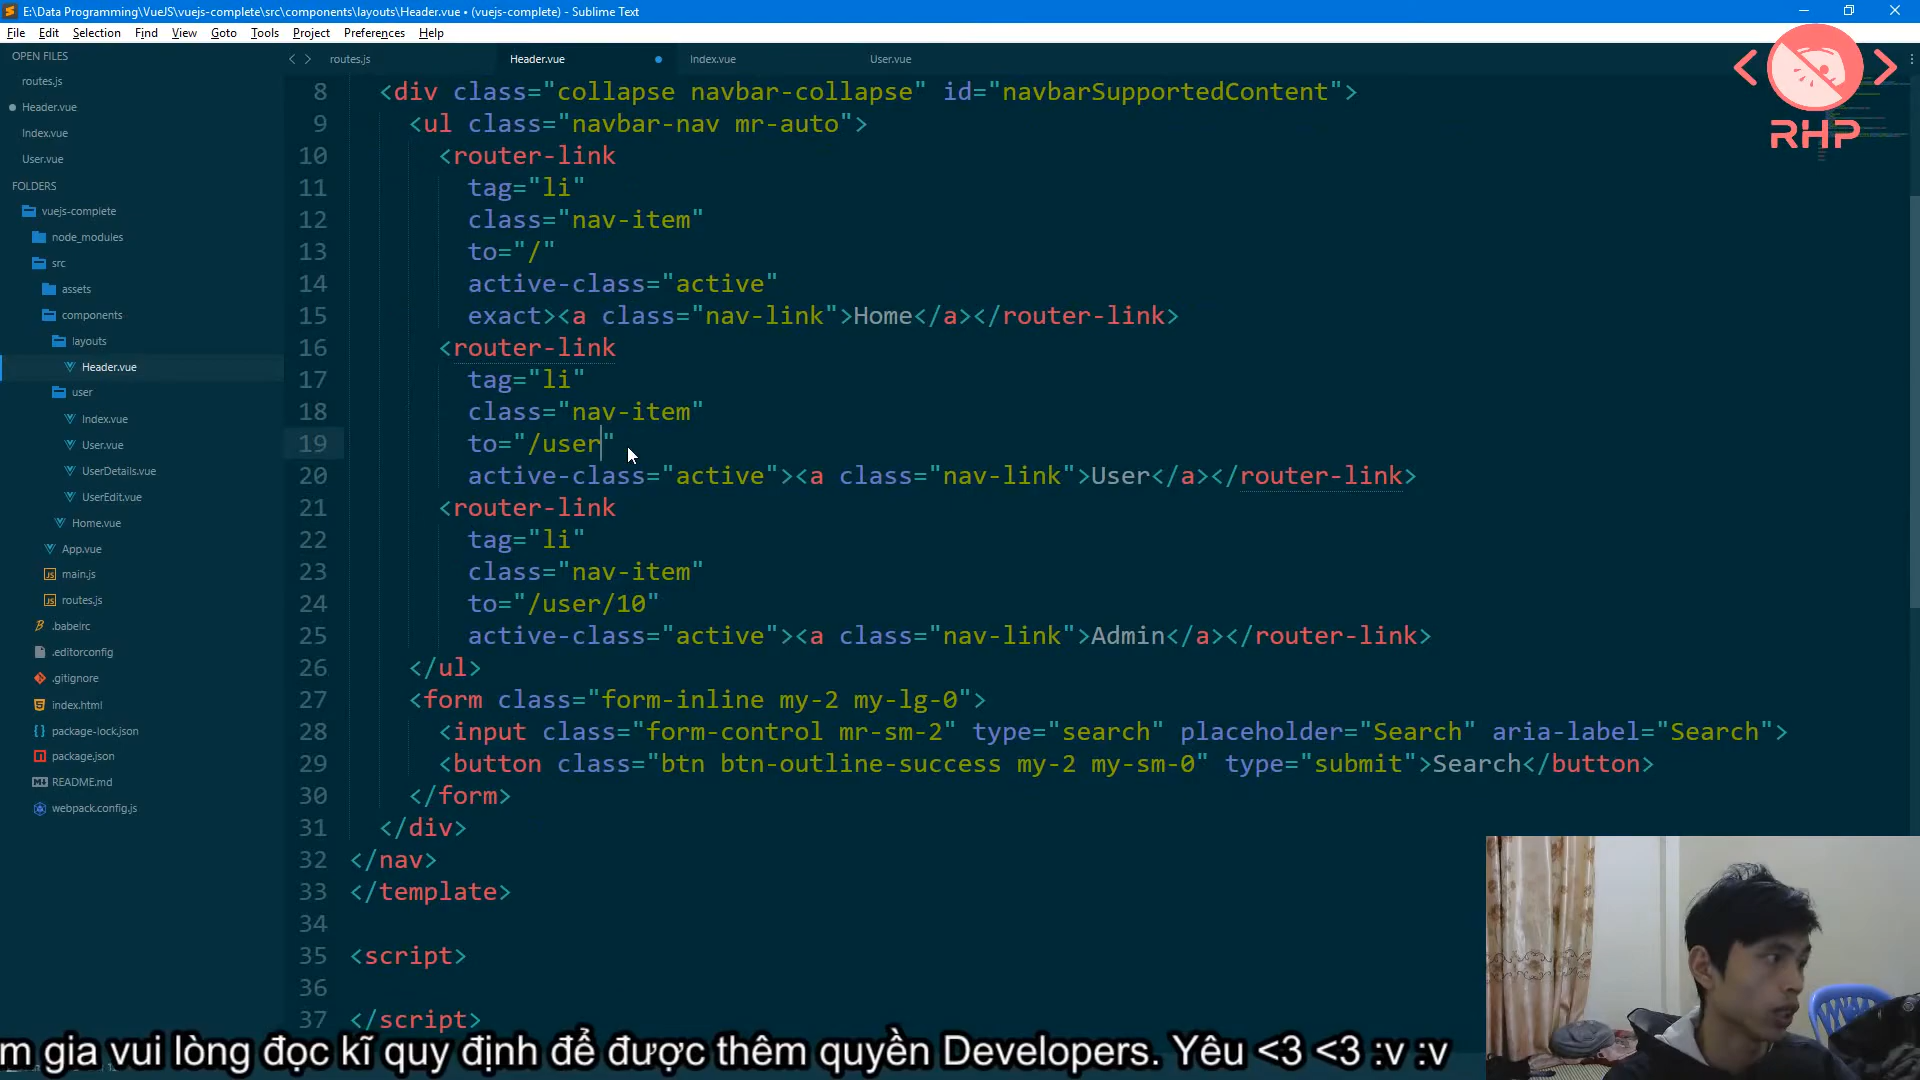 E:\Data Programming\VueJS\vuejs-complete\src\components\layouts\Header.vue • (vuejs-complete) - Sublime Text
File Edit Selection Find View Goto Tools Project Preferences Help
OPEN FILES
routes.js
Header.vue
Index.vue
User.vue
FOLDERS
vuejs-complete
node_modules
src
assets
components
layouts
Header.vue
user
Index.vue
User.vue
UserDetails.vue
UserEdit.vue
Home.vue
App.vue
main.js
routes.js
.babelrc
.editorconfig
.gitignore
index.html
package-lock.json
package.json
README.md
webpack.config.js
routes.js Header.vue Index.vue User.vue
8 <div class="collapse navbar-collapse" id="navbarSupportedContent">
9 <ul class="navbar-nav mr-auto">
10 <router-link
11 tag="li"
12 class="nav-item"
13 to="/"
14 active-class="active"
15 exact><a class="nav-link">Home</a></router-link>
16 <router-link
17 tag="li"
18 class="nav-item"
19 to="/user"
20 active-class="active"><a class="nav-link">User</a></router-link>
21 <router-link
22 tag="li"
23 class="nav-item"
24 to="/user/10"
25 active-class="active"><a class="nav-link">Admin</a></router-link>
26 </ul>
27 <form class="form-inline my-2 my-lg-0">
28 <input class="form-control mr-sm-2" type="search" placeholder="Search" aria-label="Search">
29 <button class="btn btn-outline-success my-2 my-sm-0" type="submit">Search</button>
30 </form>
31 </div>
32 </nav>
33 </template>
34
35 <script>
36
37 </script>
RHP
m gia vui lòng đọc kĩ quy định để được thêm quyền Developers. Yêu <3 <3 :v :v